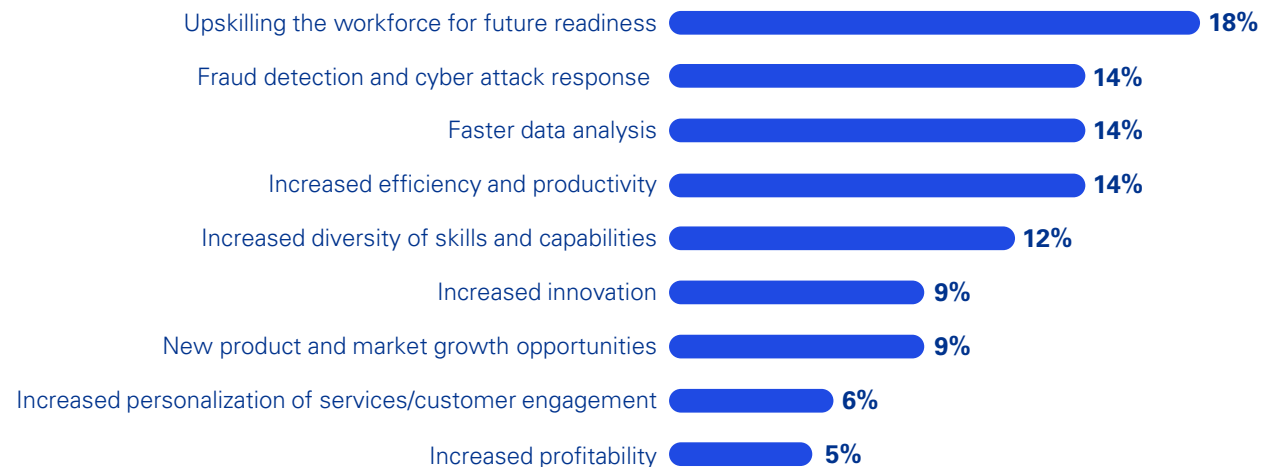 Upskilling the workforce for future readiness 18%
Fraud detection and cyber attack response 14%
Faster data analysis 14%
Increased efficiency and productivity 14%
Increased diversity of skills and capabilities 12%
Increased innovation 9%
New product and market growth opportunities 9%
Increased personalization of services/customer engagement 6%
Increased profitability 5%